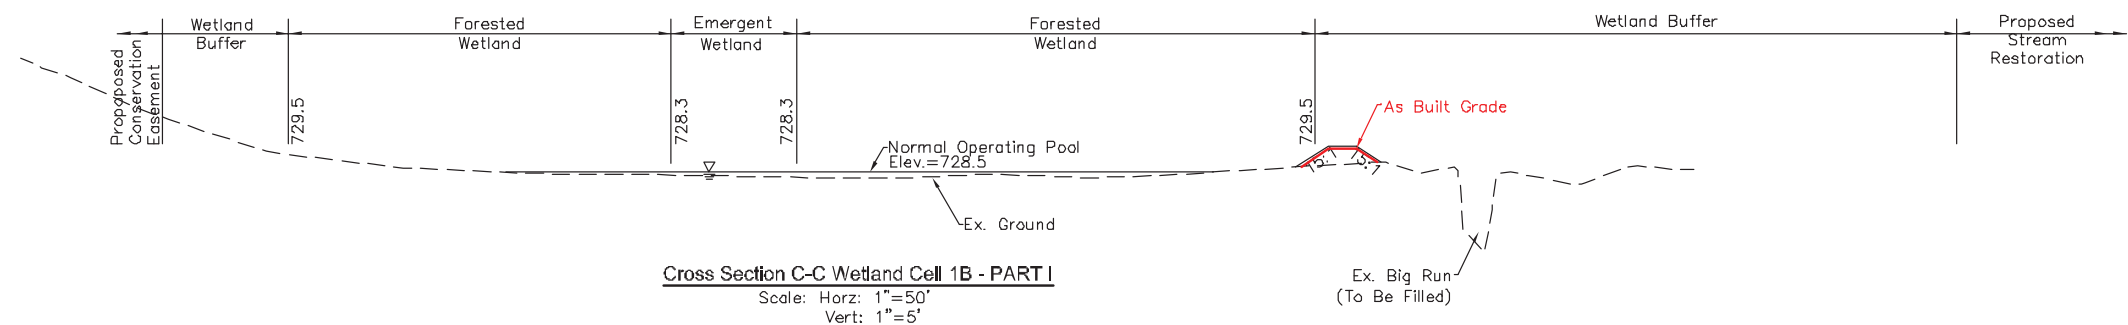 Wetland
Buffer
Forested
Wetland
Emergent
Wetland
Forested
Wetland
Wetland Buffer
Proposed
Stream
Restoration
Propoposed
Conservation
Easement
729.5
728.3
728.3
729.5
As Built Grade
Normal Operating Pool
Elev.=728.5
Ex. Ground
Ex. Big Run
(To Be Filled)
Cross Section C-C Wetland Cell 1B - PART I
Scale: Horz: 1"=50'
Vert: 1"=5'